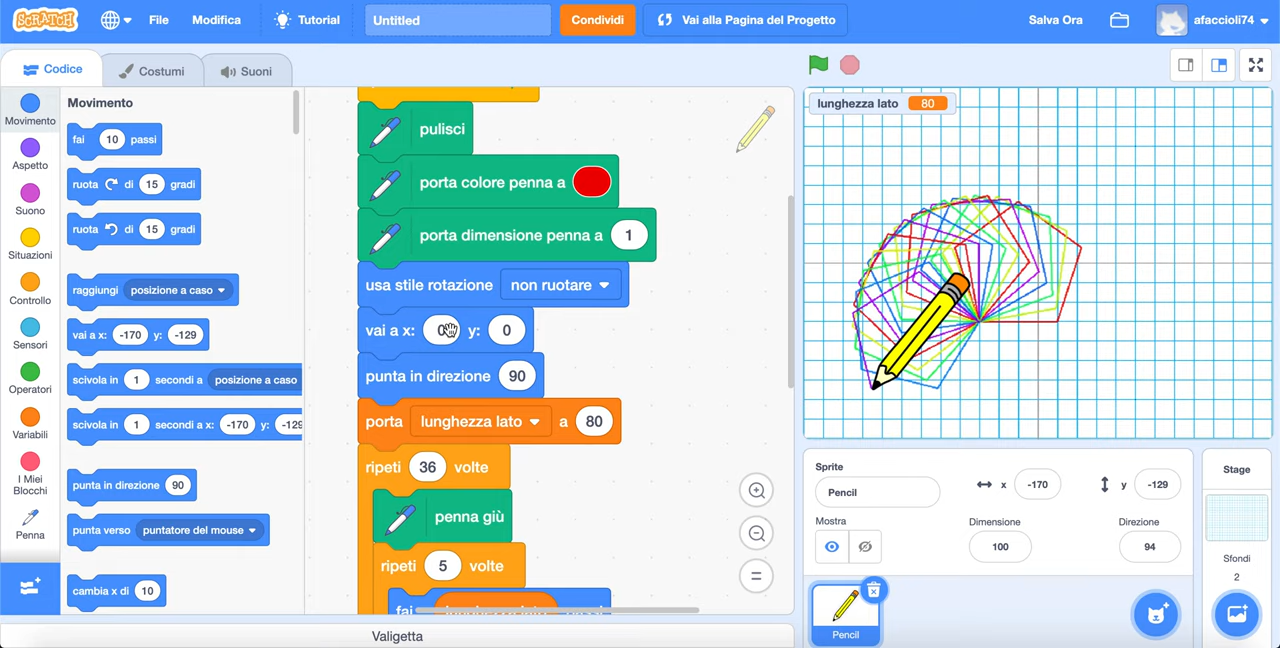 SCRATCH File Modifica Tutorial Untitled Condividi Vai alla Pagina del Progetto Salva Ora afaccioli74
Codice Costumi Suoni
Movimento
Aspetto
Suono
Situazioni
Controllo
Sensori
Operatori
Variabili
I Miei
Blocchi
Penna
Movimento
fai 10 passi
ruota di 15 gradi
ruota di 15 gradi
raggiungi posizione a caso
vai a x: -170 y: -129
scivola in 1 secondi a posizione a caso
scivola in 1 secondi a x: -170 y: -129
punta in direzione 90
punta verso puntatore del mouse
cambia x di 10
pulisci
porta colore penna a
porta dimensione penna a 1
usa stile rotazione non ruotare
vai a x: 0 y: 0
punta in direzione 90
porta lunghezza lato a 80
ripeti 36 volte
penna giù
ripeti 5 volte
fai
Valigetta
lunghezza lato 80
Sprite
Pencil x -170 y -129
Mostra Dimensione Direzione
100 94
Pencil
Stage
Sfondi
2